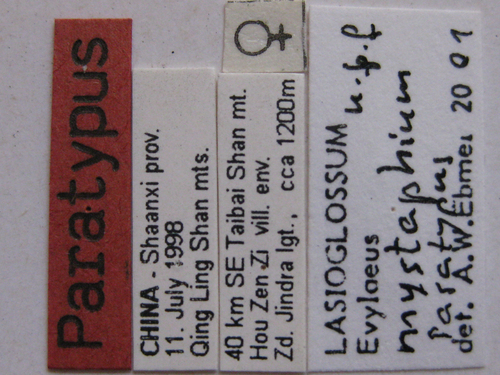 Paratypus
CHINA - Shaanxi prov.
11. July 1998
Qing Ling Shan mts.
♀
40 km SE Taibai Shan mt.
Hou Zen Zi vill. env.
Zd. Jindra lgt., cca 1200m
LASIOGLOSSUM
Evylaeus
mystaphium
paratypus
det. A.W.Ebmer 2001